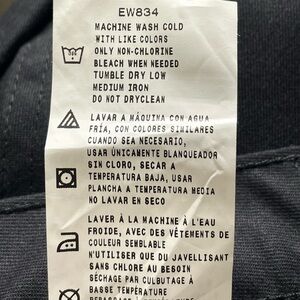 EW834
MACHINE WASH COLD
WITH LIKE COLORS
ONLY NON-CHLORINE
BLEACH WHEN NEEDED
TUMBLE DRY LOW
MEDIUM IRON
DO NOT DRYCLEAN
LAVAR A MÁQUINA CON AGUA
FRÍA, CON COLORES SIMILARES
CUANDO SEA NECESARIO,
USAR ÚNICAMENTE BLANQUEADOR
SIN CLORO, SECAR A
TEMPERATURA BAJA, USAR
PLANCHA A TEMPERATURA MEDIA
NO LAVAR EN SECO
LAVER À LA MACHINE À L'EAU
FROIDE, AVEC DES VÊTEMENTS DE
COULEUR SEMBLABLE
N'UTILISER QUE DU JAVELLISANT
SANS CHLORE AU BESOIN
SÉCHAGE PAR CULBUTAGE À
BASSE TEMPÉRATURE